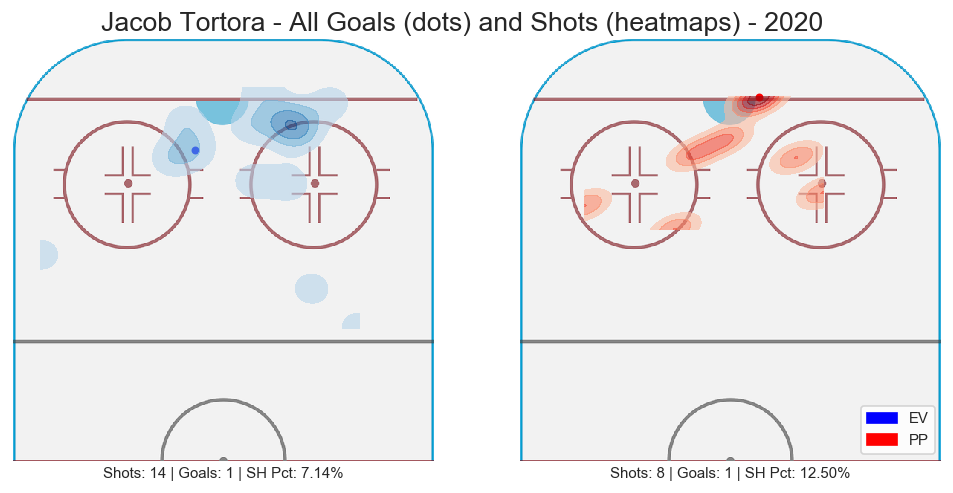 Jacob Tortora - All Goals (dots) and Shots (heatmaps) - 2020
EV
PP
Shots: 14 | Goals: 1 | SH Pct: 7.14%
Shots: 8 | Goals: 1 | SH Pct: 12.50%